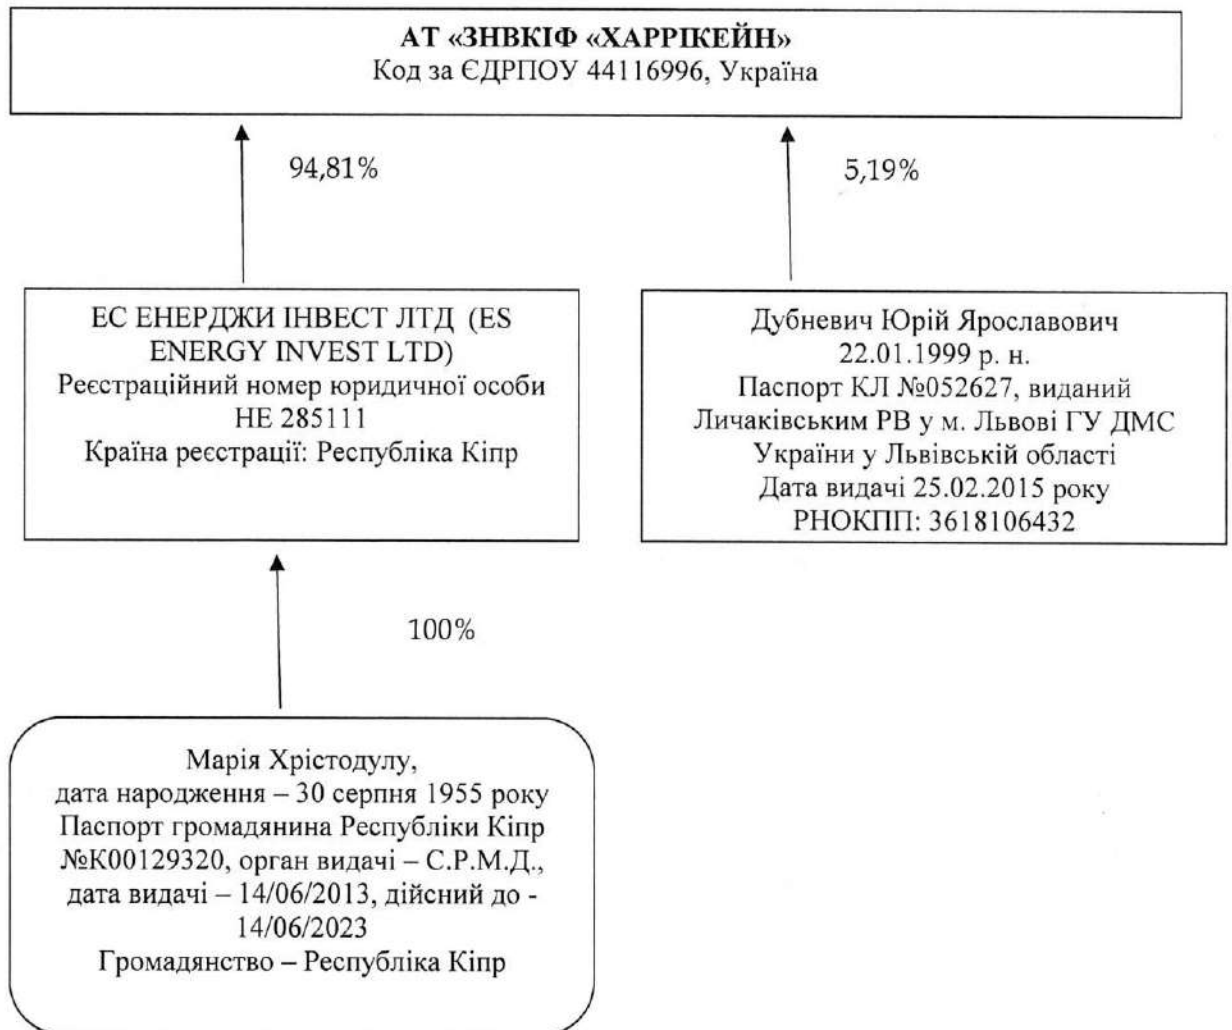 АТ «ЗНВКІФ «ХАРРІКЕЙН»
Код за ЄДРПОУ 44116996, Україна
94,81%
5,19%
ЕС ЕНЕРДЖИ ІНВЕСТ ЛТД (ES
ENERGY INVEST LTD)
Реєстраційний номер юридичної особи
НЕ 285111
Країна реєстрації: Республіка Кіпр
Дубневич Юрій Ярославович
22.01.1999 р. н.
Паспорт КЛ №052627, виданий
Личаківським РВ у м. Львові ГУ ДМС
України у Львівській області
Дата видачі 25.02.2015 року
РНОКПП: 3618106432
100%
Марія Хрістодулу,
дата народження – 30 серпня 1955 року
Паспорт громадянина Республіки Кіпр
№К00129320, орган видачі – С.Р.М.Д.,
дата видачі – 14/06/2013, дійсний до -
14/06/2023
Громадянство – Республіка Кіпр